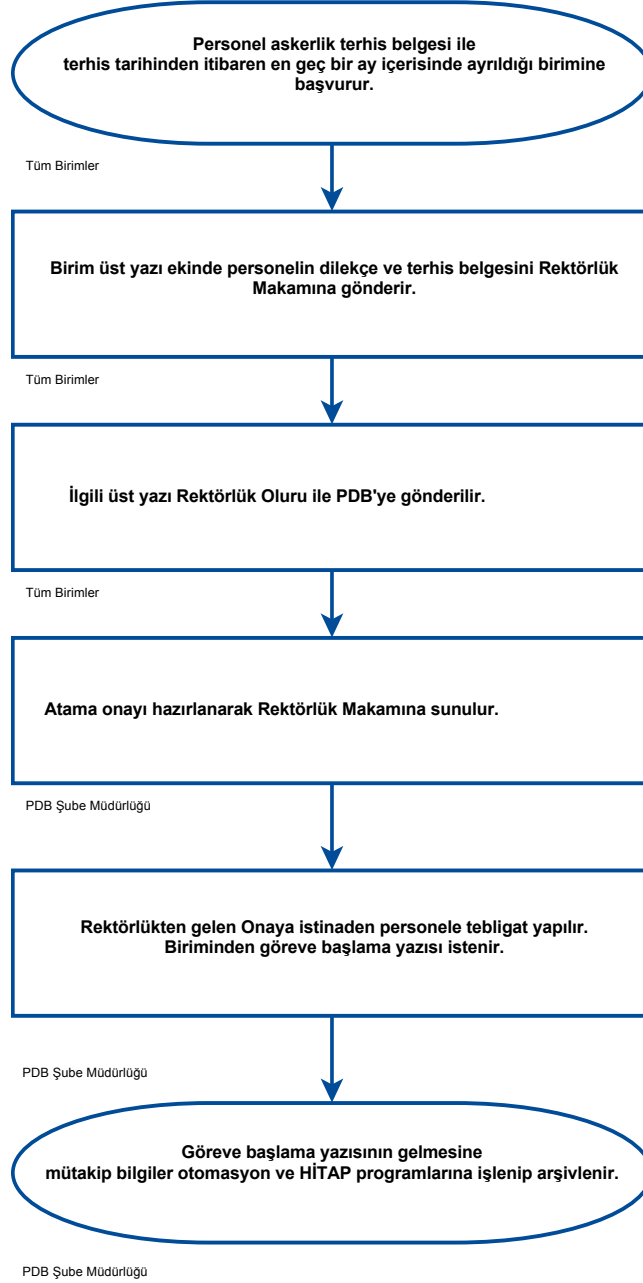 Personel askerlik terhis belgesi ile
terhis tarihinden itibaren en geç bir ay içerisinde ayrıldığı birimine
başvurur.
Tüm Birimler
Birim üst yazı ekinde personelin dilekçe ve terhis belgesini Rektörlük
Makamına gönderir.
Tüm Birimler
İlgili üst yazı Rektörlük Oluru ile PDB'ye gönderilir.
Tüm Birimler
Atama onayı hazırlanarak Rektörlük Makamına sunulur.
PDB Şube Müdürlüğü
Rektörlükten gelen Onaya istinaden personele tebligat yapılır.
Biriminden göreve başlama yazısı istenir.
PDB Şube Müdürlüğü
Göreve başlama yazısının gelmesine
mütakip bilgiler otomasyon ve HİTAP programlarına işlenip arşivlenir.
PDB Şube Müdürlüğü